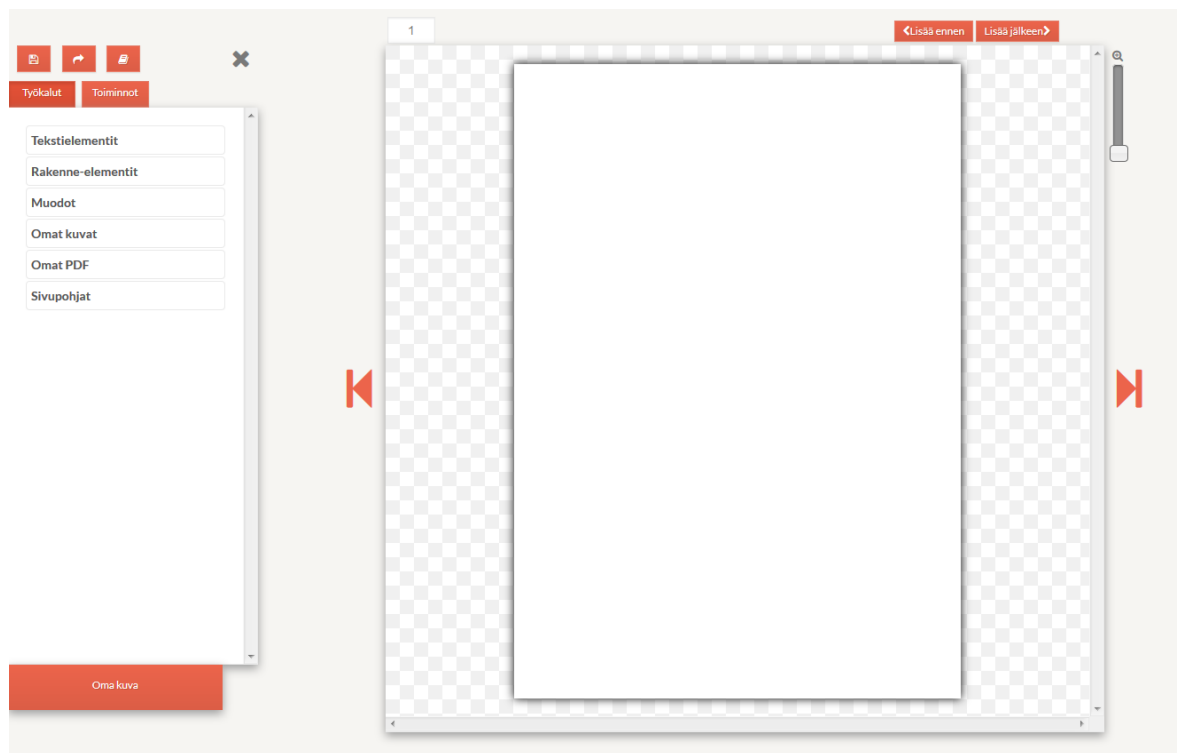 1
Lisää ennen
Lisää jälkeen
Työkalut
Toiminnot
Tekstielementit
Rakenne-elementit
Muodot
Omat kuvat
Omat PDF
Sivupohjat
Oma kuva